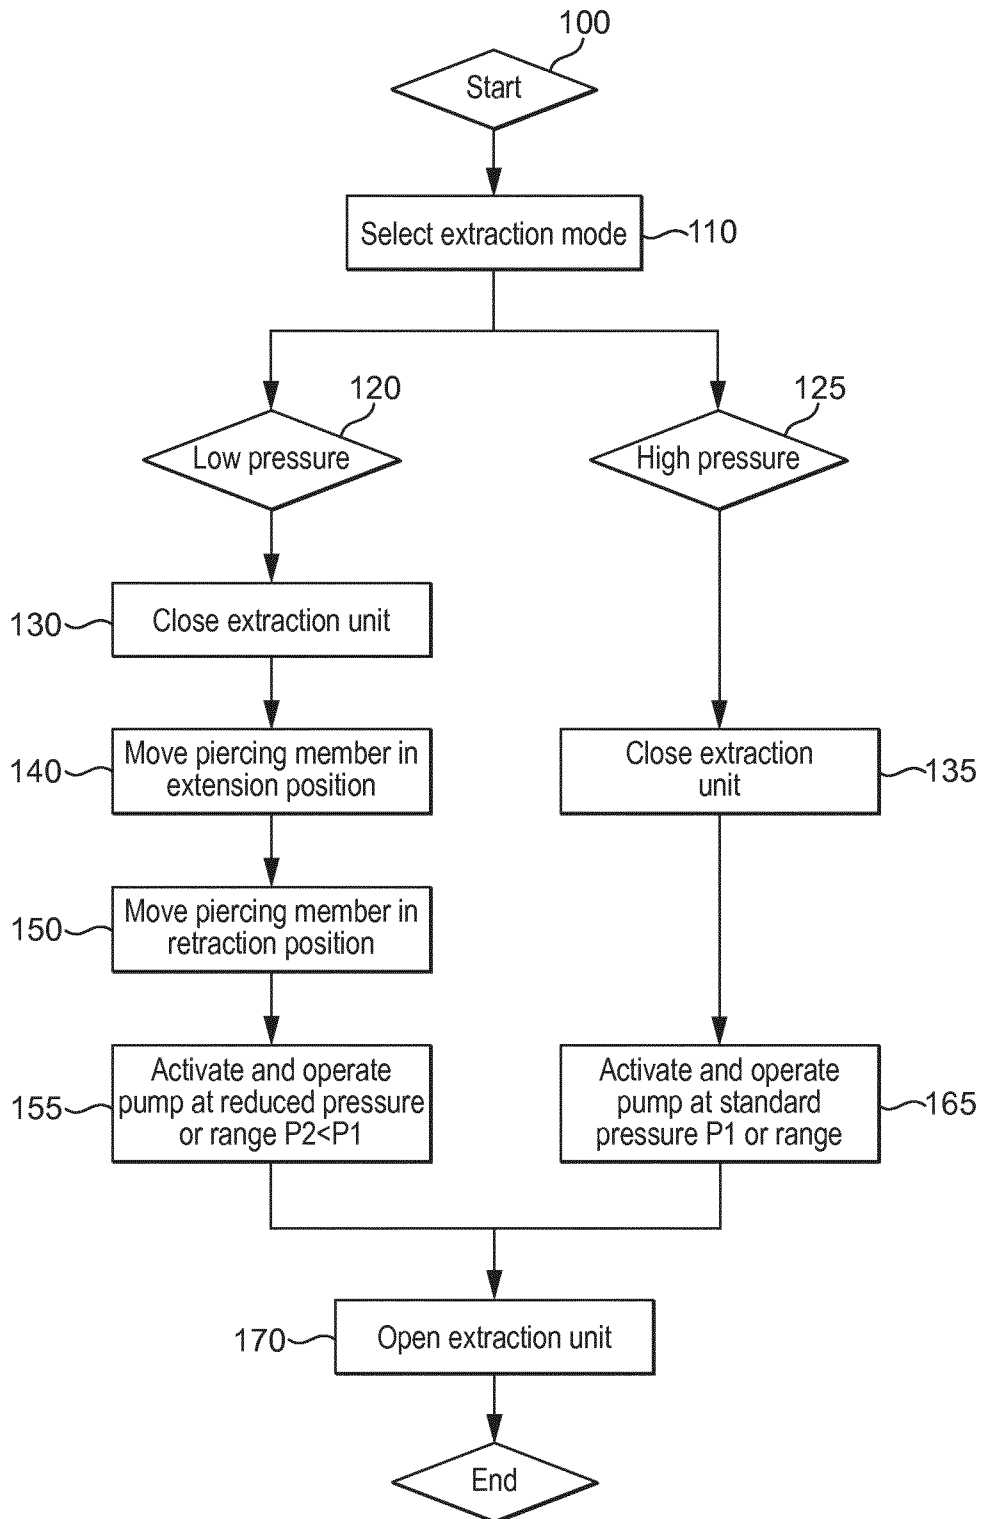 100
Start
Select extraction mode
110
120
Low pressure
125
High pressure
130
Close extraction unit
140
Move piercing member in
extension position
Close extraction
unit
135
150
Move piercing member in
retraction position
155
Activate and operate
pump at reduced pressure
or range P2<P1
Activate and operate
pump at standard
pressure P1 or range
165
170
Open extraction unit
End